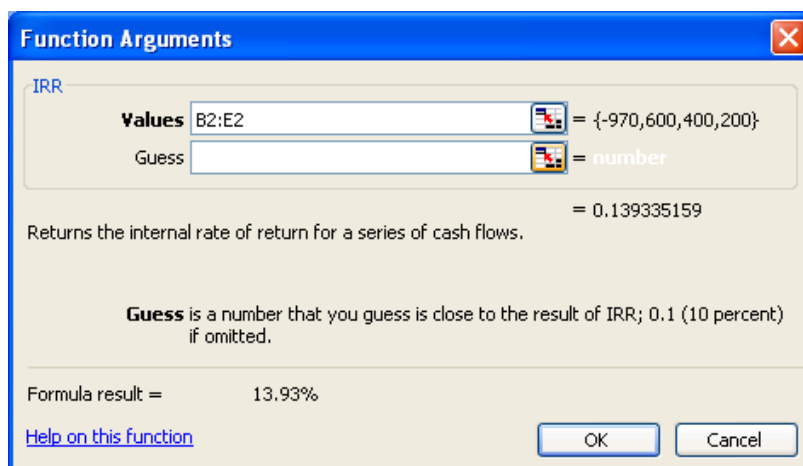 Function Arguments
IRR
Values B2:E2 = {-970,600,400,200}
Guess = number
= 0.139335159
Returns the internal rate of return for a series of cash flows.
Guess is a number that you guess is close to the result of IRR; 0.1 (10 percent)
if omitted.
Formula result = 13.93%
Help on this function OK Cancel